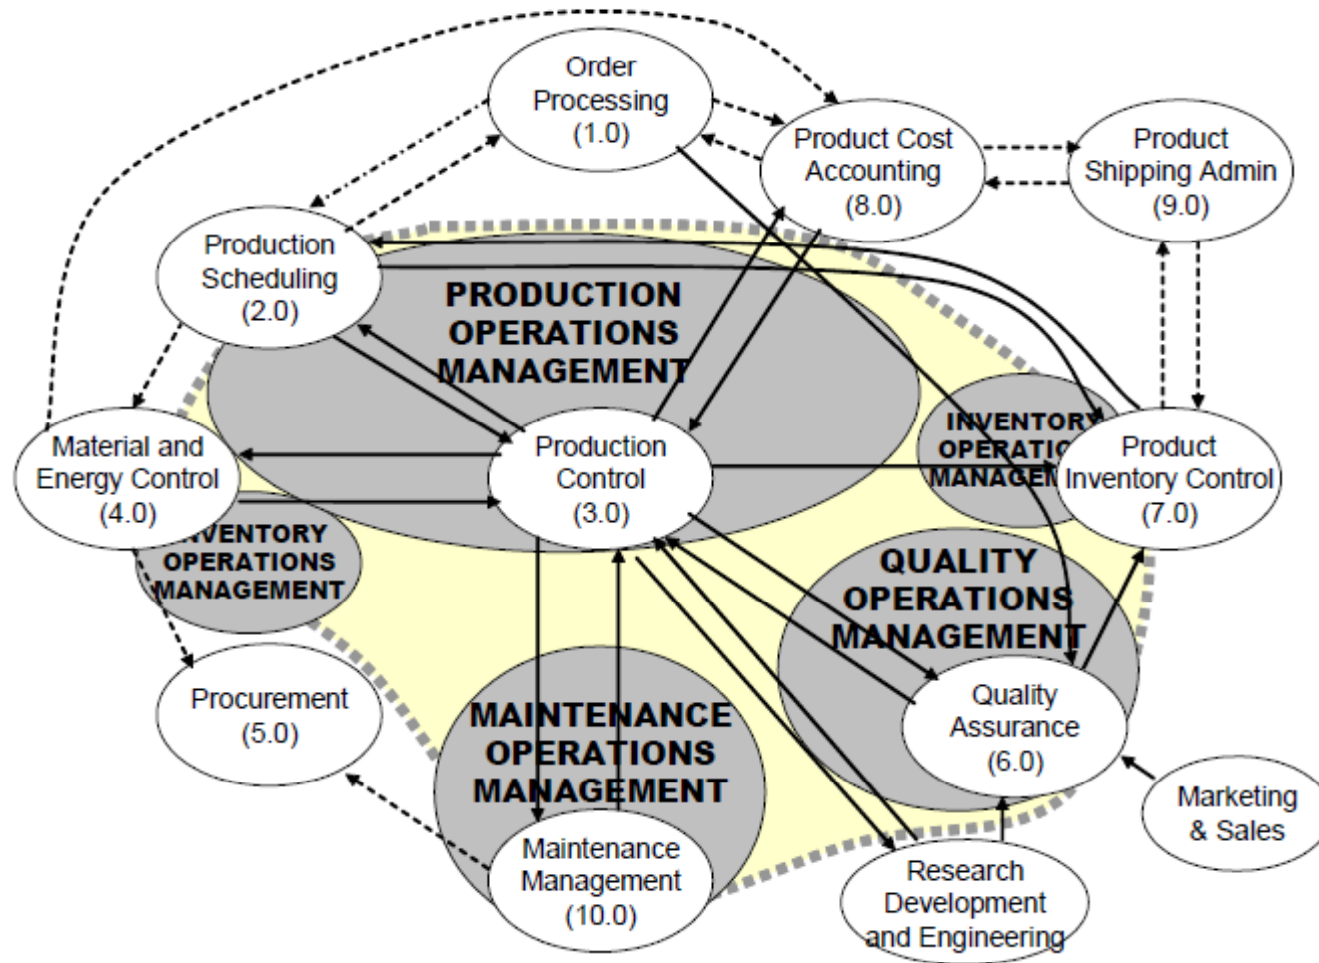 Order
Processing
(1.0)
Product Cost
Accounting
(8.0)
Product
Shipping Admin
(9.0)
Production
Scheduling
(2.0)
PRODUCTION
OPERATIONS
MANAGEMENT
Material and
Energy Control
(4.0)
Production
Control
(3.0)
INVENTORY
OPERATIONS
MANAGEMENT
Product
Inventory Control
(7.0)
INVENTORY
OPERATIONS
MANAGEMENT
QUALITY
OPERATIONS
MANAGEMENT
Procurement
(5.0)
MAINTENANCE
OPERATIONS
MANAGEMENT
Quality
Assurance
(6.0)
Marketing
& Sales
Maintenance
Management
(10.0)
Research
Development
and Engineering